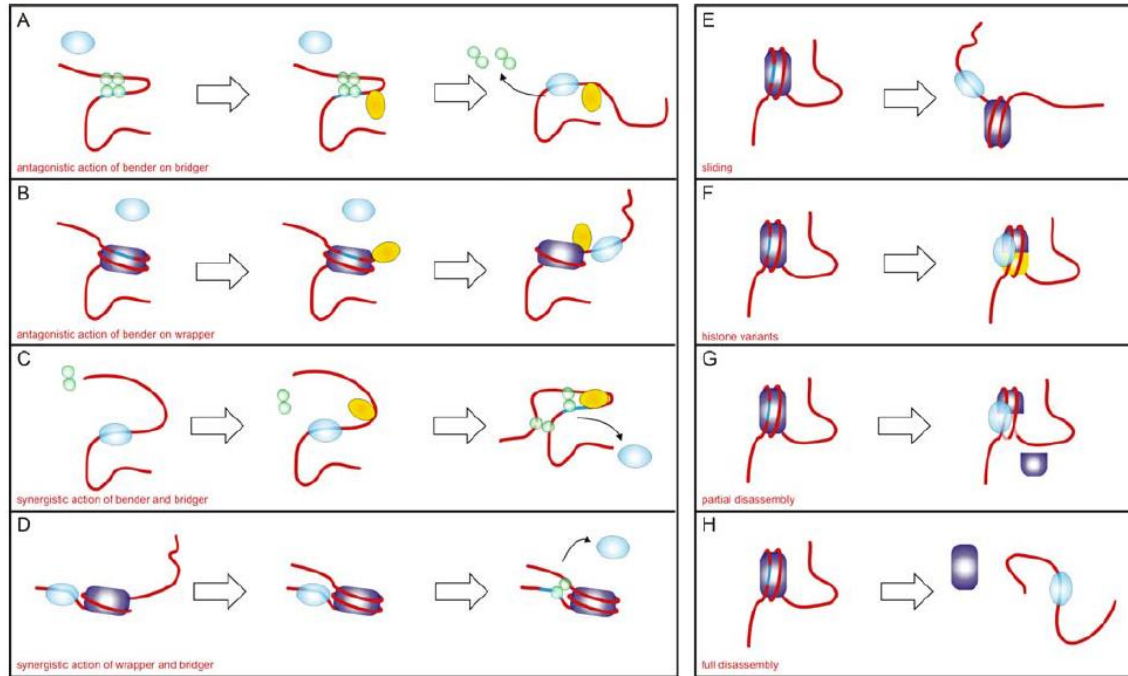 A
antagonistic action of bender on bridger
B
antagonistic action of bender on wrapper
C
synergistic action of bender and bridger
D
synergistic action of wrapper and bridger
E
sliding
F
histone variants
G
partial disassembly
H
full disassembly